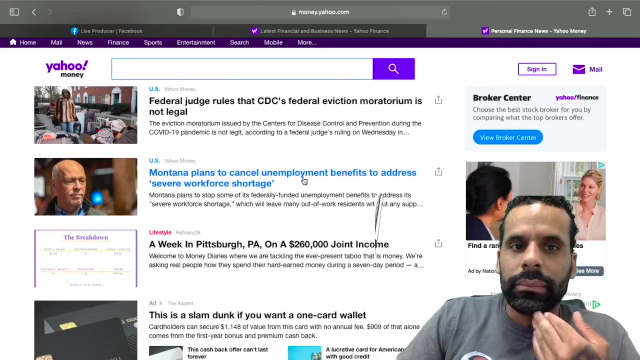 money.yahoo.com
Live Producer | Facebook
Latest Financial and Business News - Yahoo Finance
Personal Finance News - Yahoo Money
Home Mail News Finance Sports Entertainment Search Mobile More...
yahoo!
money
Sign in
Mail
U.S. Yahoo Money
Federal judge rules that CDC's federal eviction moratorium is
not legal
The eviction moratorium issued by the Centers for Disease Control and Prevention during the
COVID-19 pandemic is not legit, according to a federal judge's ruling on Wednesday in…
U.S. Yahoo Money
Montana plans to cancel unemployment benefits to address
'severe workforce shortage'
Montana plans to stop some of its federally-funded unemployment benefits to address its
"severe workforce shortage," which will leave many out-of-work residents without any supp…
The Breakdown
Lifestyle Refinery29
A Week In Pittsburgh, PA, On A $260,000 Joint Income
Welcome to Money Diaries where we are tackling the ever-present taboo that is money. We're
asking real people how they spend their hard-earned money during a seven-day period — a…
Ad The Ascent
This is a slam dunk if you want a one-card wallet
Cardholders can secure $1,148 of value from this card with no annual fee. $909 of that alone
comes from the first year bonus and premium cash back.
This cash back offer can't last
forever
A lucrative card for Americans
with good credit
Broker Center
yahoo/finance
Choose the best stock broker for you by
comparing what the top brokers offer.
View Broker Center
Find a
Ad by
See More